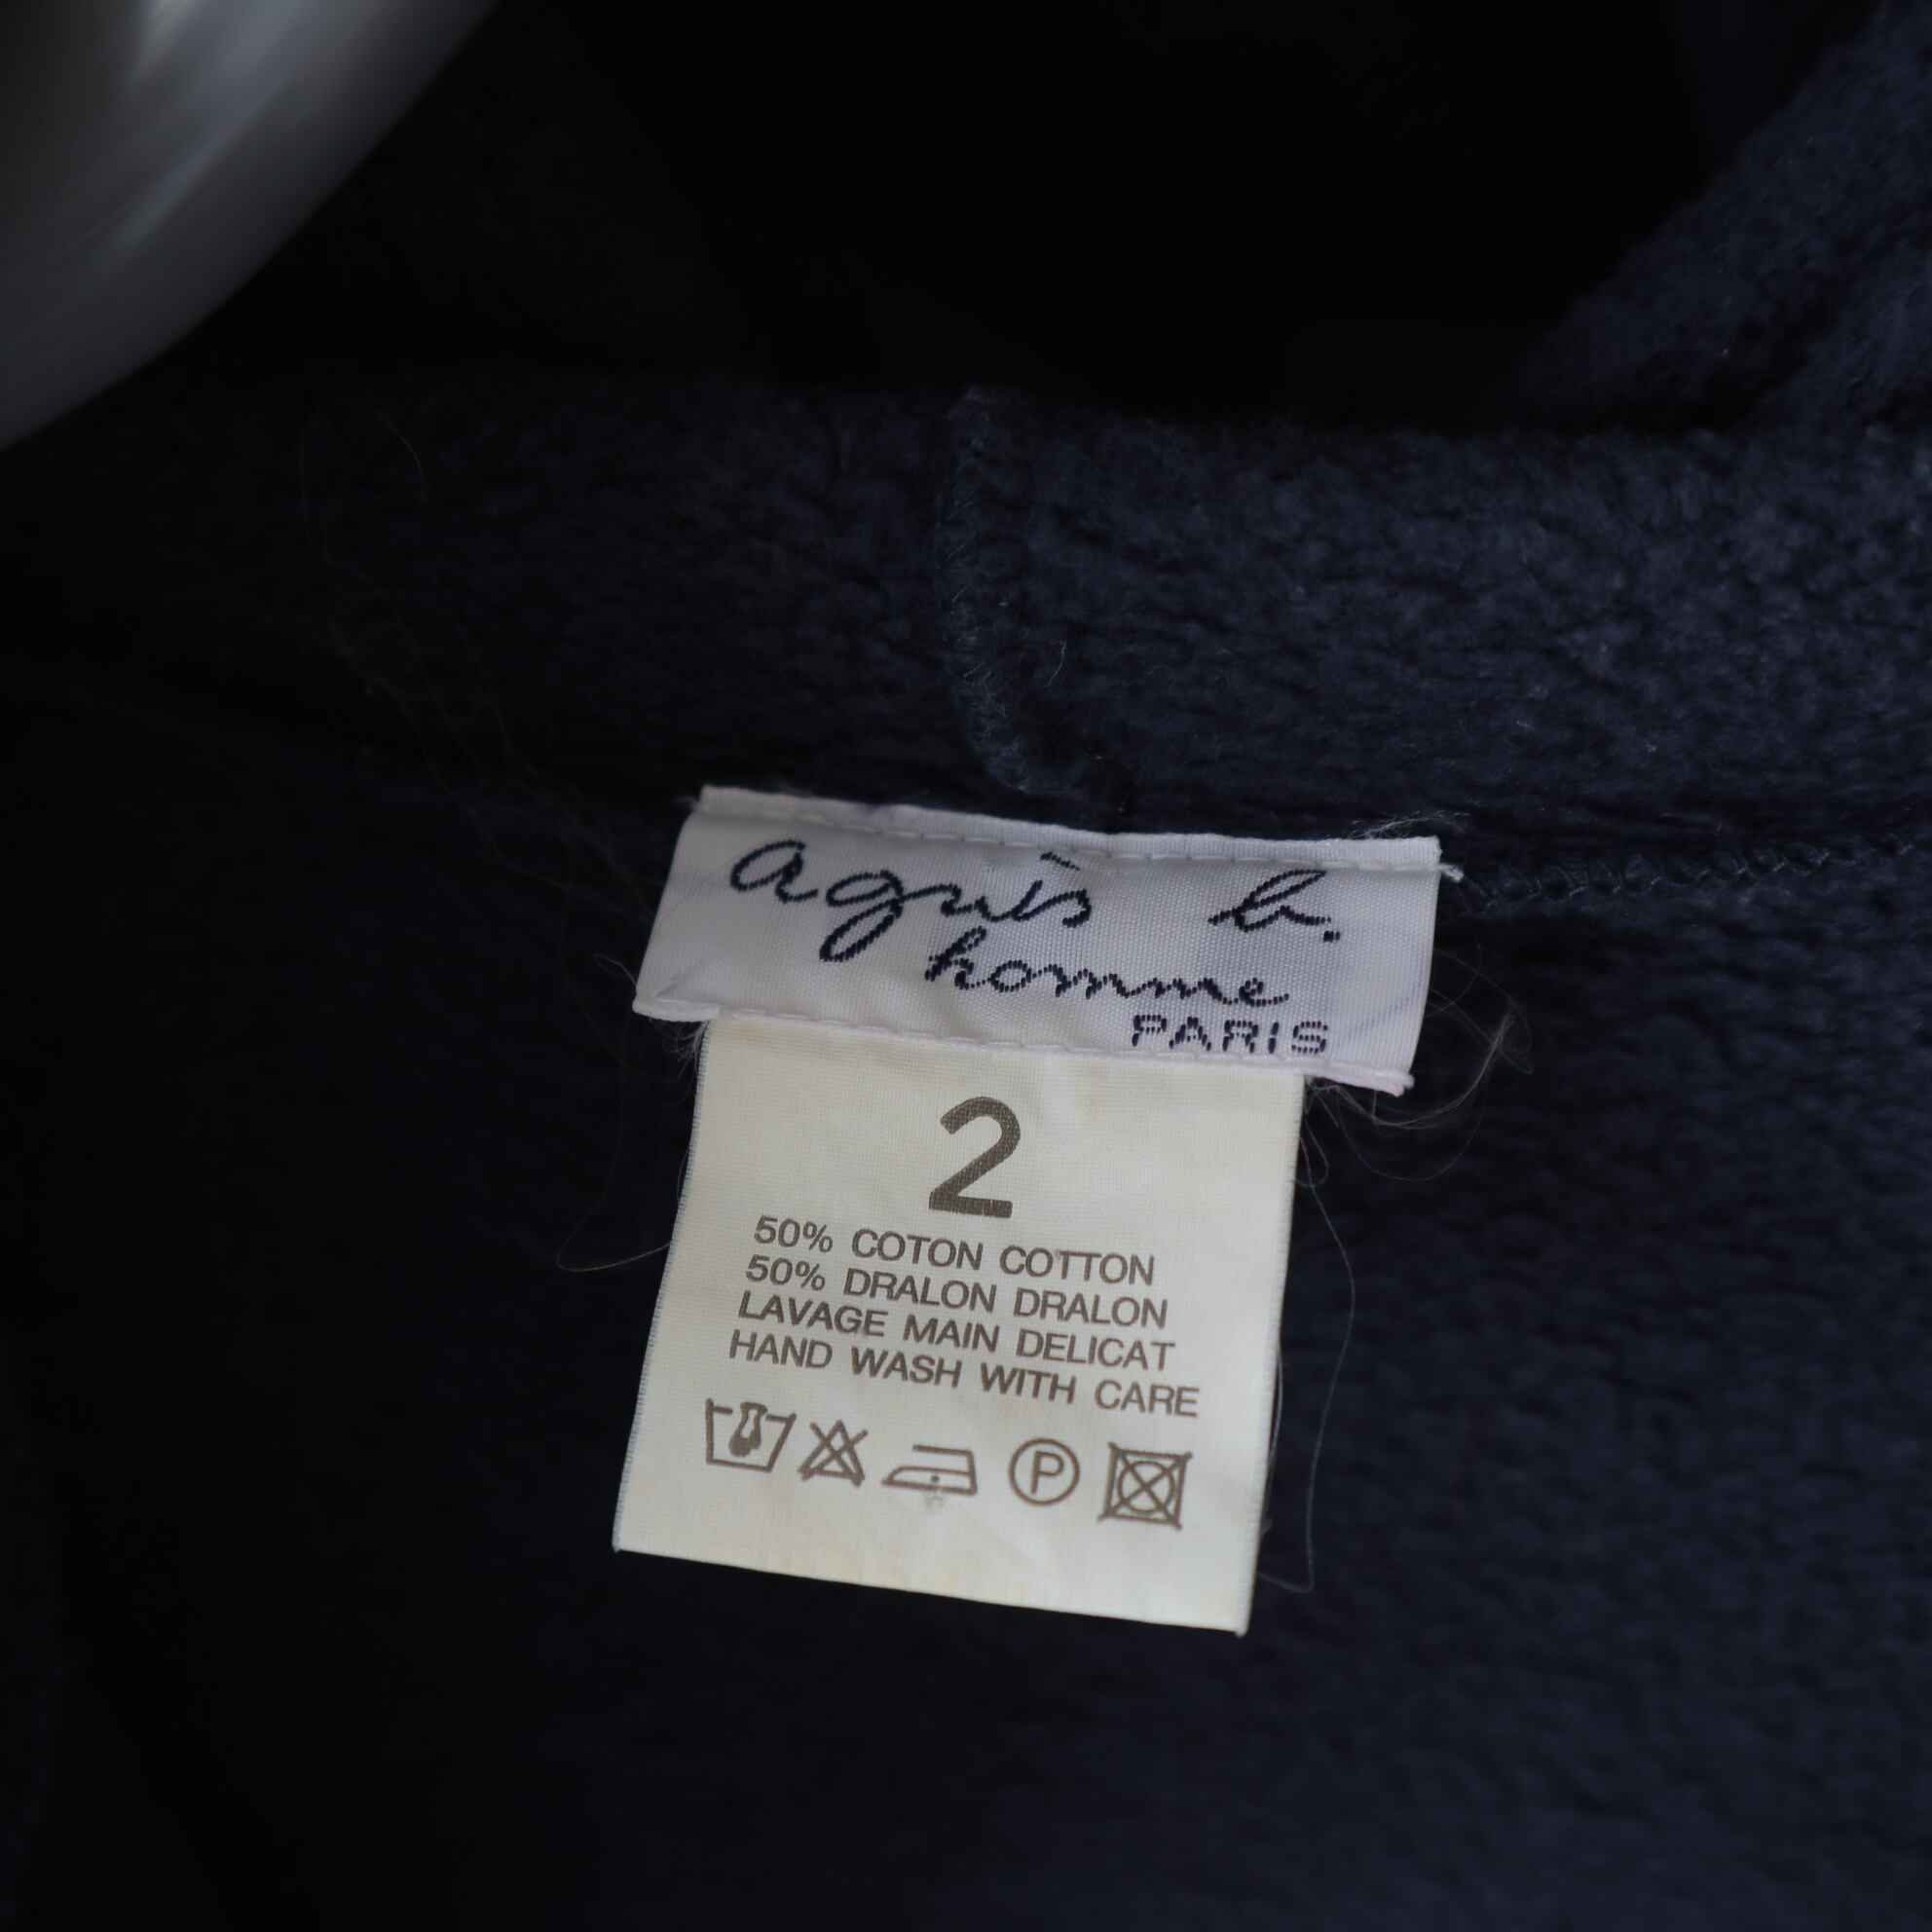 agnès b.
homme
PARIS
2
50% COTON COTTON
50% DRALON DRALON
LAVAGE MAIN DELICAT
HAND WASH WITH CARE
P